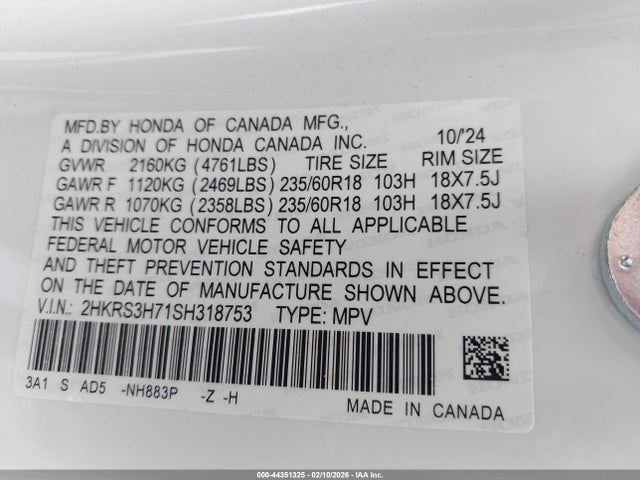 MFD.BY HONDA OF CANADA MFG.,
A DIVISION OF HONDA CANADA INC. 10/'24
GVWR 2160KG (4761LBS) TIRE SIZE RIM SIZE
GAWR F 1120KG (2469LBS) 235/60R18 103H 18X7.5J
GAWR R 1070KG (2358LBS) 235/60R18 103H 18X7.5J
THIS VEHICLE CONFORMS TO ALL APPLICABLE
FEDERAL MOTOR VEHICLE SAFETY
AND THEFT PREVENTION STANDARDS IN EFFECT
ON THE DATE OF MANUFACTURE SHOWN ABOVE.
V.I.N.: 2HKRS3H71SH318753 TYPE: MPV
3A1 S AD5 -NH883P -Z -H
MADE IN CANADA
000-44351325 - 02/10/2026 - IAA Inc.